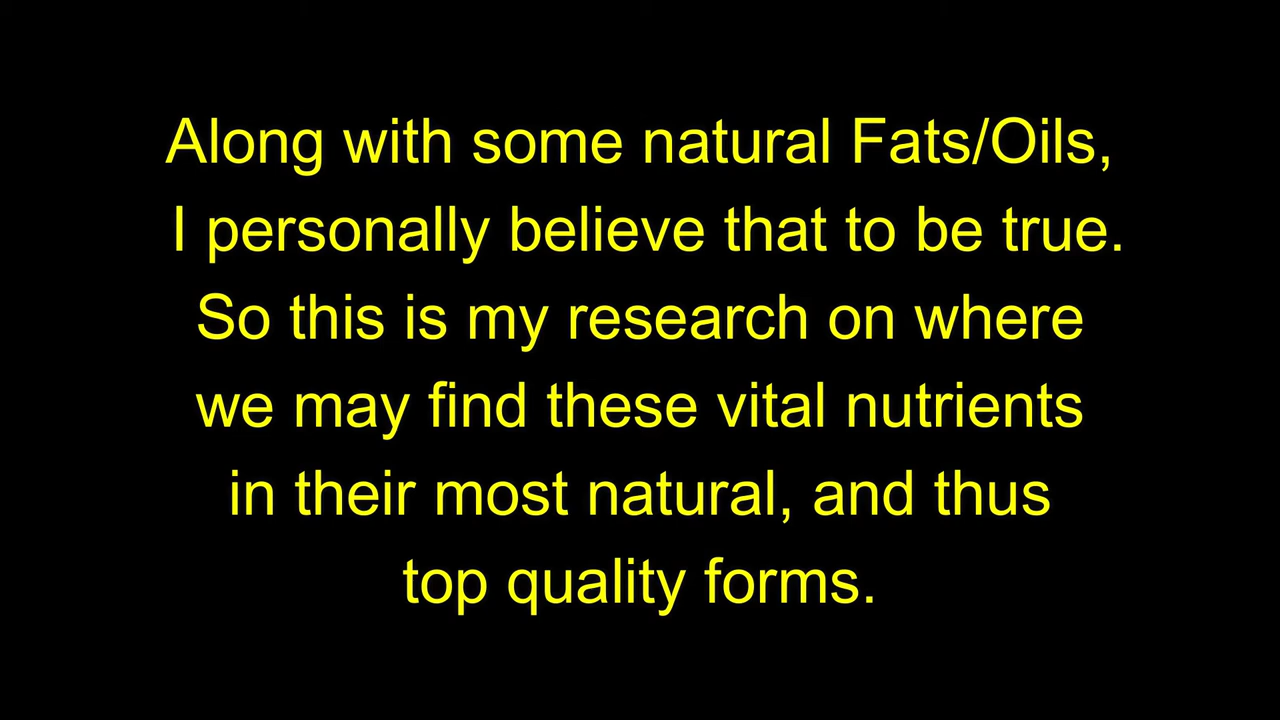 Along with some natural Fats/Oils,
I personally believe that to be true.
So this is my research on where
we may find these vital nutrients
in their most natural, and thus
top quality forms.